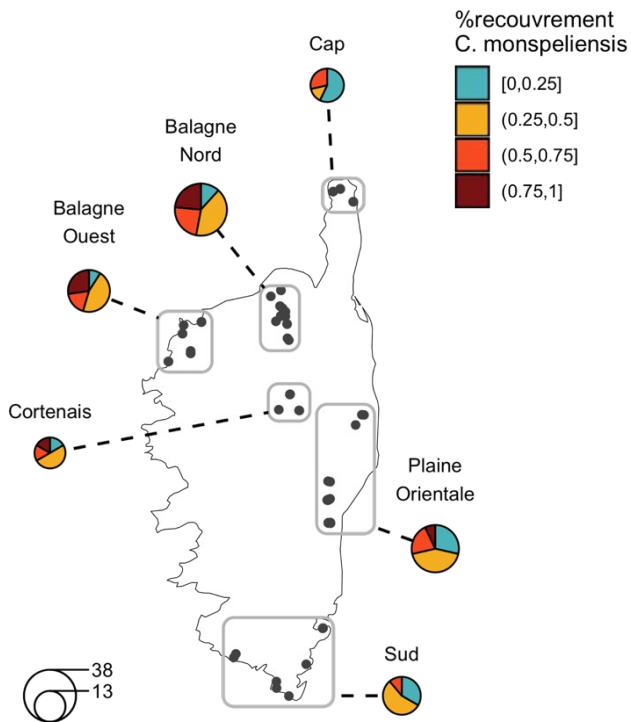 %recouvrement
C. monspeliensis
[0,0.25]
(0.25,0.5]
(0.5,0.75]
(0.75,1]
Cap
Balagne
Nord
Balagne
Ouest
Cortenais
Plaine
Orientale
Sud
38
13